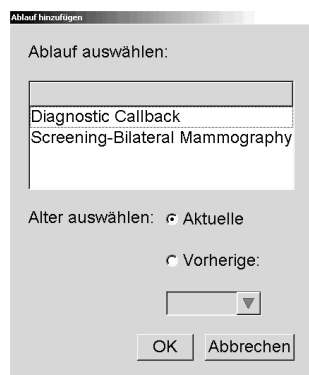 Ablauf hinzufügen
Ablauf auswählen:
Diagnostic Callback
Screening-Bilateral Mammography
Alter auswählen: Aktuelle
Vorherige:
OK Abbrechen